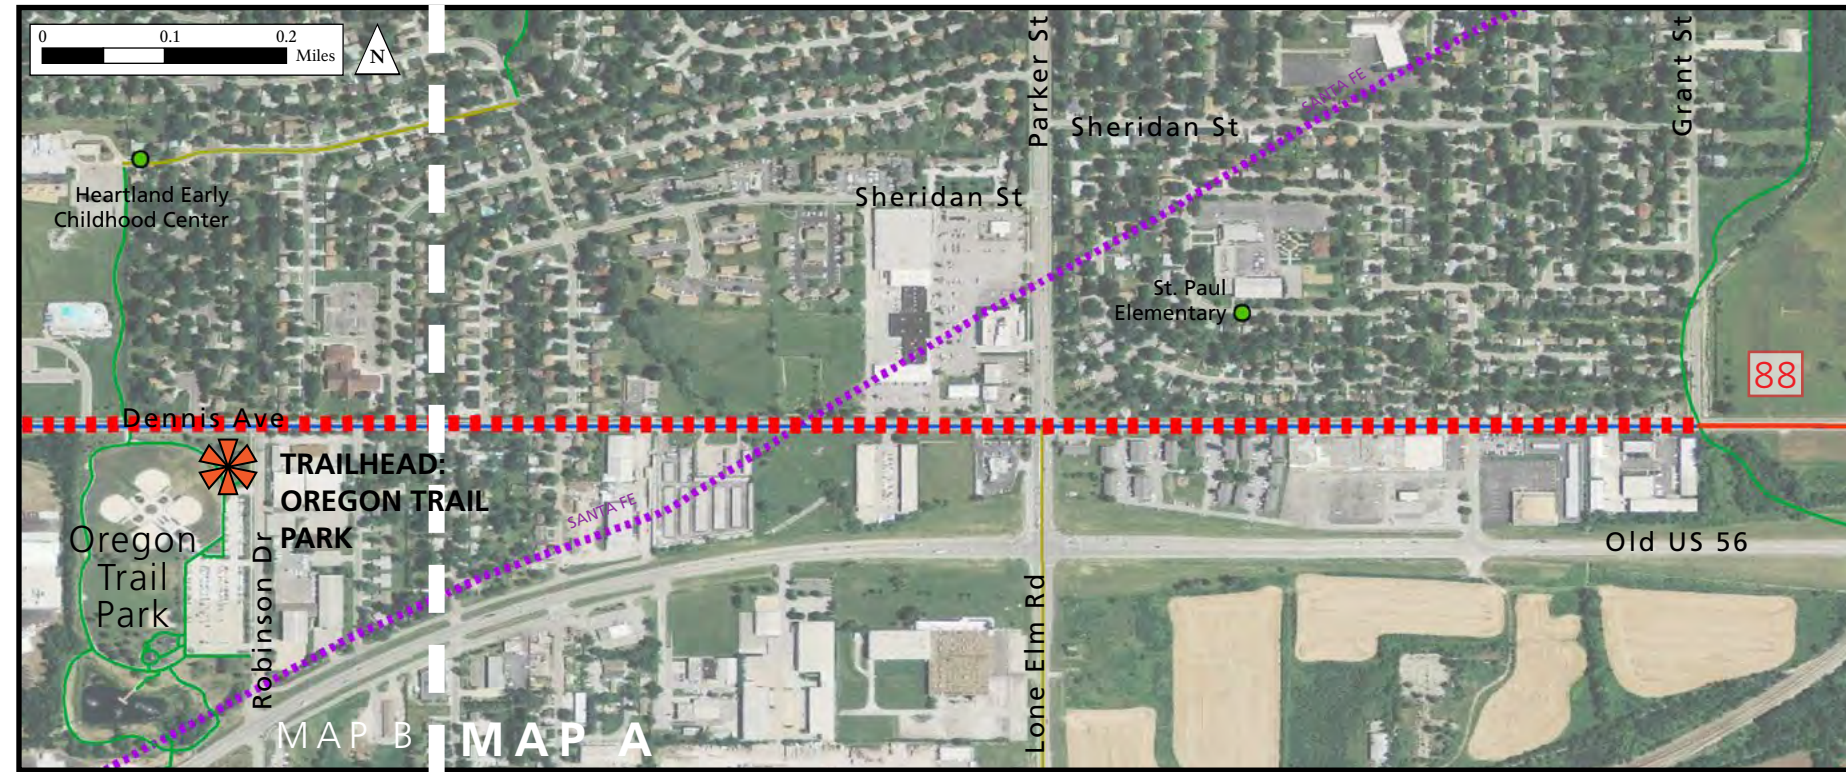 0 0.1 0.2
Miles
N
Parker St
Grant St
SANTA FE
Sheridan St
Heartland Early
Childhood Center
Sheridan St
St. Paul
Elementary
88
Dennis Ave
TRAILHEAD:
OREGON TRAIL
PARK
SANTA FE
Oregon
Trail
Park
Robinson Dr
Old US 56
Lone Elm Rd
MAP B
MAP A